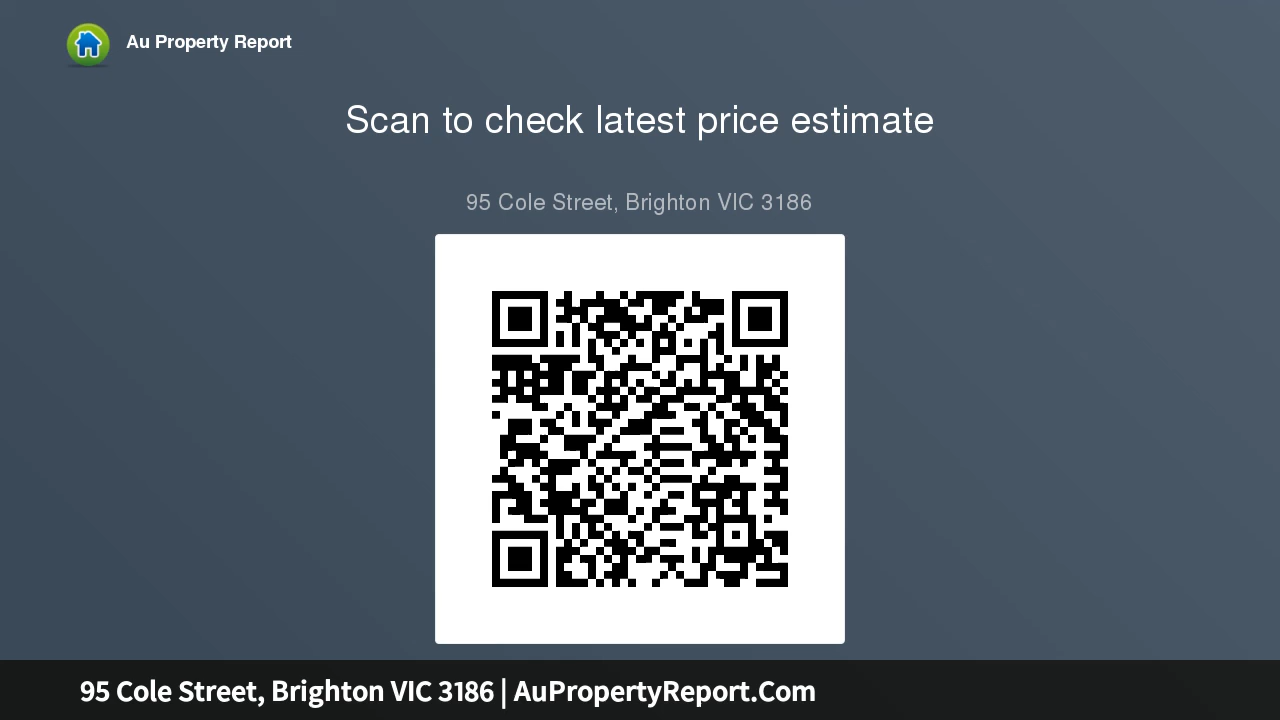 Au Property Report
Scan to check latest price estimate
95 Cole Street, Brighton VIC 3186
95 Cole Street, Brighton VIC 3186 | AuPropertyReport.Com